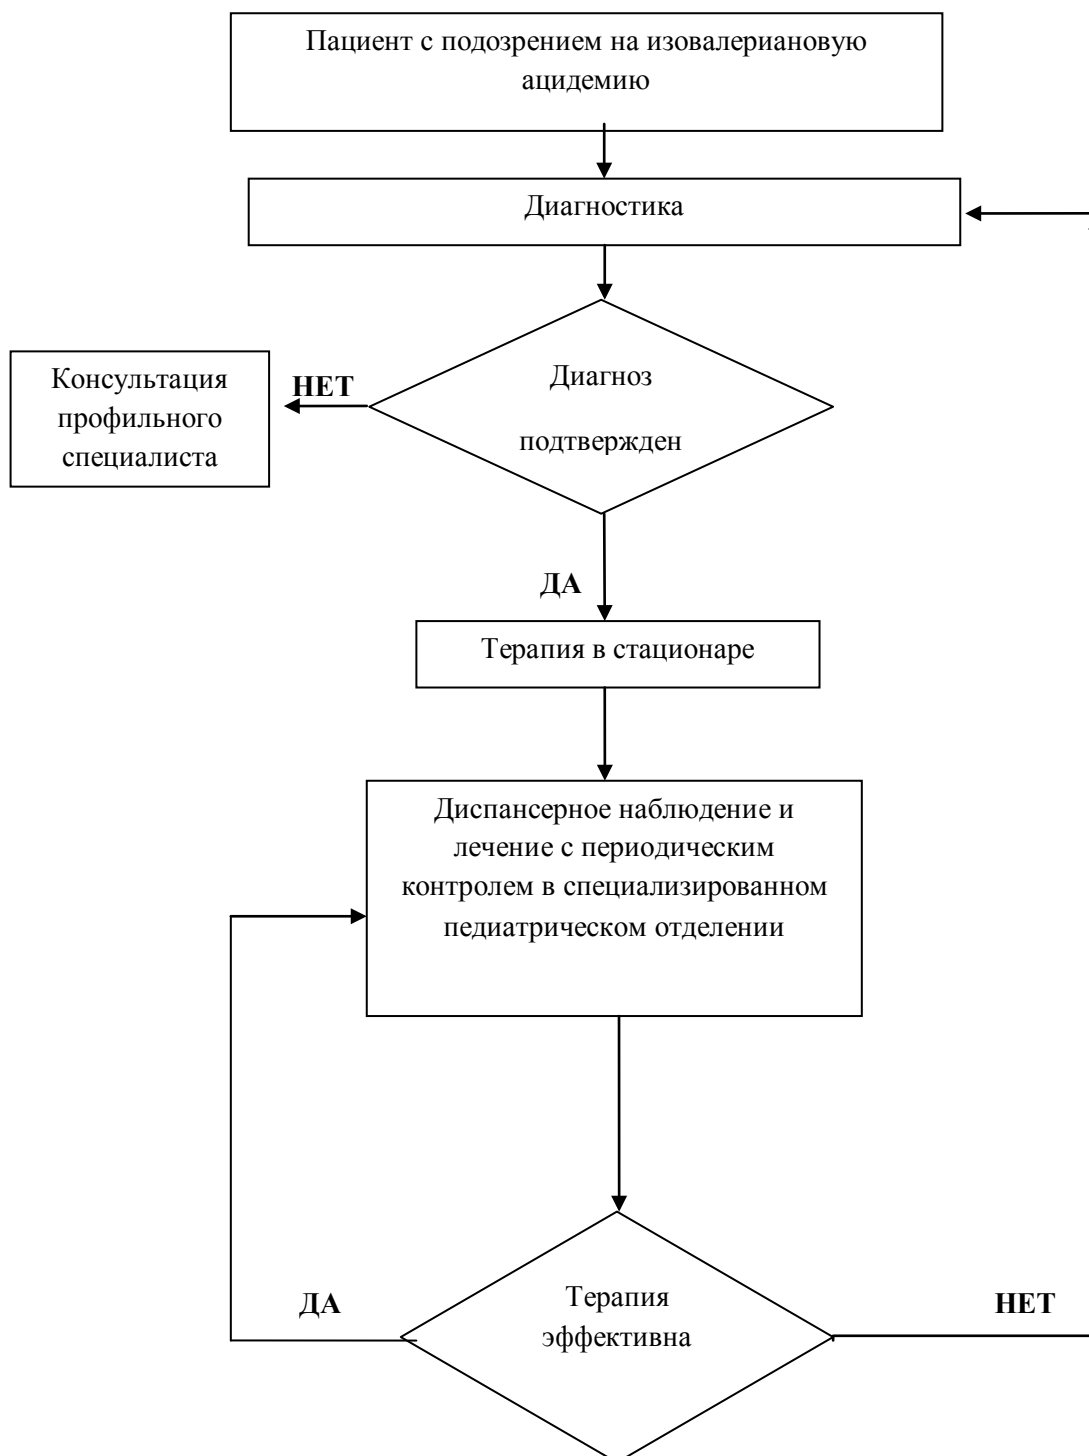 Пациент с подозрением на изовалериановую
ацидемию
Диагностика
Диагноз
подтвержден
НЕТ
Консультация
профильного
специалиста
ДА
Терапия в стационаре
Диспансерное наблюдение и
лечение с периодическим
контролем в специализированном
педиатрическом отделении
Терапия
эффективна
ДА
НЕТ